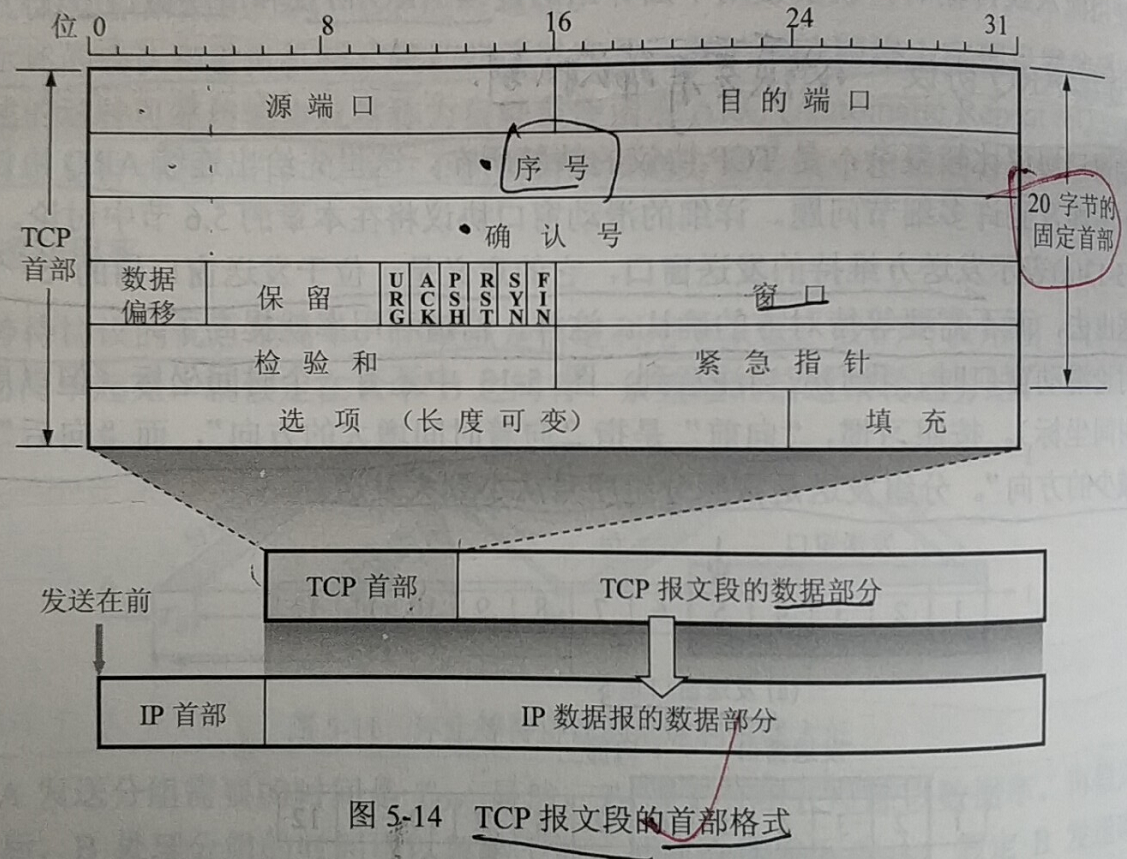 位 0 8 16 24 31
源端口 目的端口
序号
确认号
20 字节的
固定首部
TCP
首部
数据
偏移
保留
URG ACK PSH RST SYN FIN
窗口
检验和 紧急指针
选项 (长度可变) 填充
TCP 首部 TCP 报文段的数据部分
发送在前
IP 首部 IP 数据报的数据部分
图 5-14 TCP 报文段的首部格式